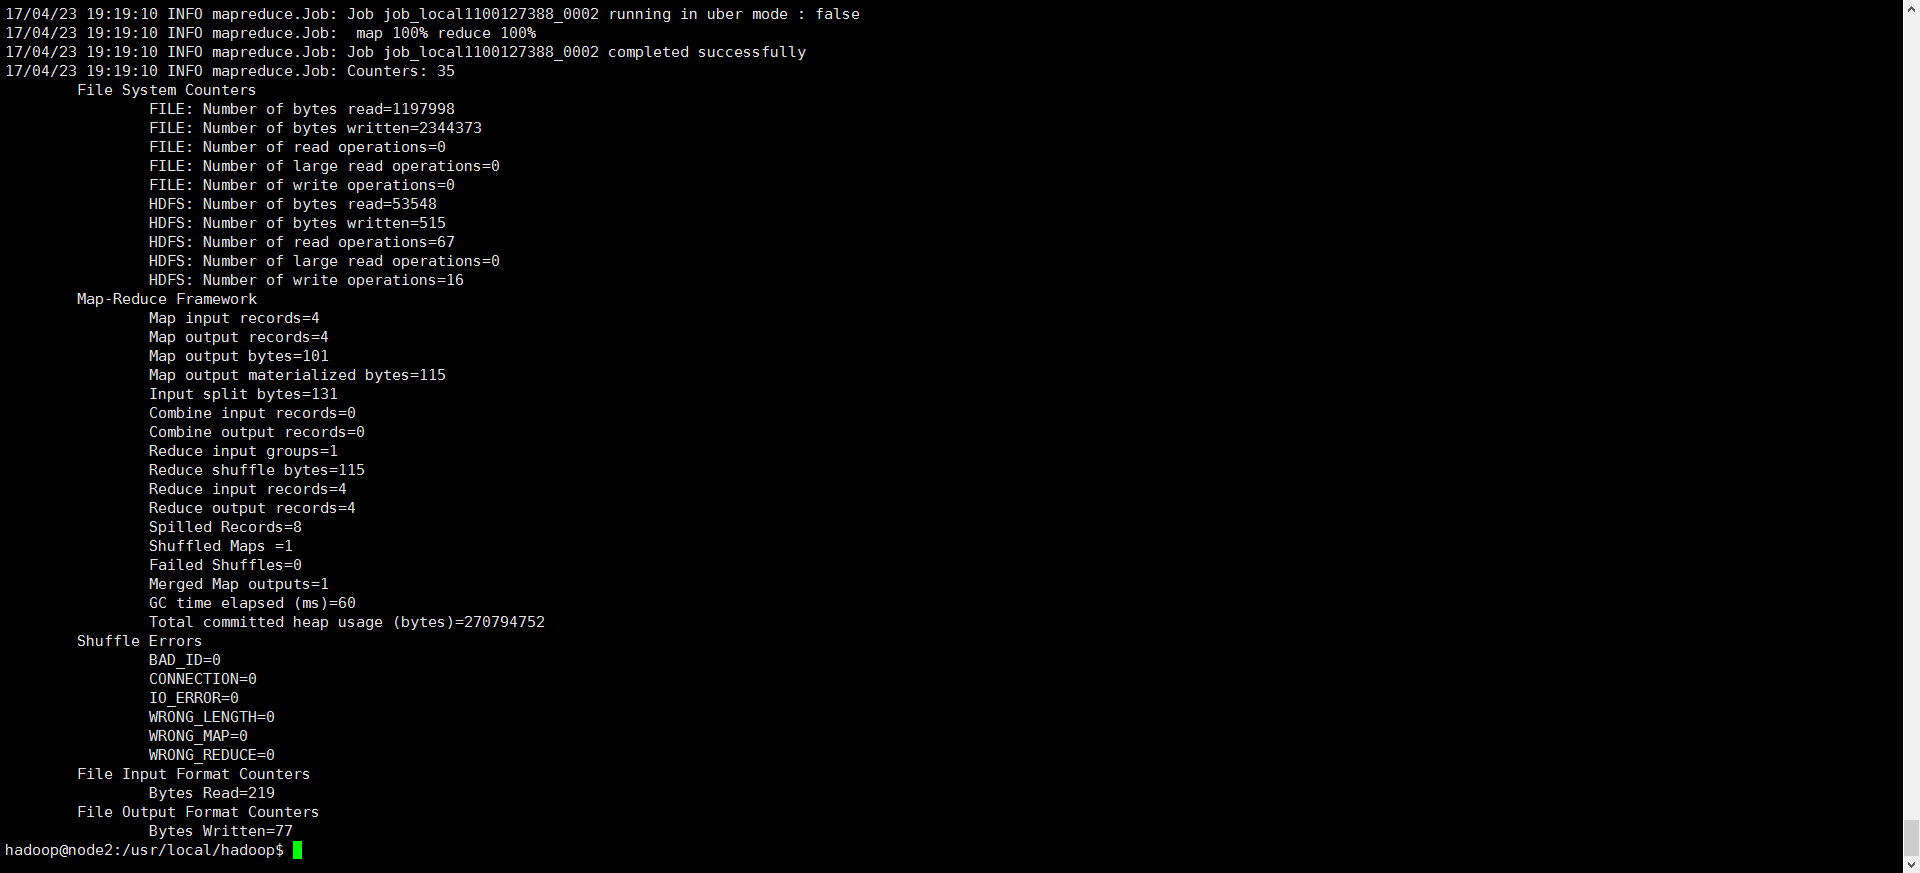 17/04/23 19:19:10 INFO mapreduce.Job: Job job_local1100127388_0002 running in uber mode : false
17/04/23 19:19:10 INFO mapreduce.Job:  map 100% reduce 100%
17/04/23 19:19:10 INFO mapreduce.Job: Job job_local1100127388_0002 completed successfully
17/04/23 19:19:10 INFO mapreduce.Job: Counters: 35
File System Counters
FILE: Number of bytes read=1197998
FILE: Number of bytes written=2344373
FILE: Number of read operations=0
FILE: Number of large read operations=0
FILE: Number of write operations=0
HDFS: Number of bytes read=53548
HDFS: Number of bytes written=515
HDFS: Number of read operations=67
HDFS: Number of large read operations=0
HDFS: Number of write operations=16
Map-Reduce Framework
Map input records=4
Map output records=4
Map output bytes=101
Map output materialized bytes=115
Input split bytes=131
Combine input records=0
Combine output records=0
Reduce input groups=1
Reduce shuffle bytes=115
Reduce input records=4
Reduce output records=4
Spilled Records=8
Shuffled Maps =1
Failed Shuffles=0
Merged Map outputs=1
GC time elapsed (ms)=60
Total committed heap usage (bytes)=270794752
Shuffle Errors
BAD_ID=0
CONNECTION=0
IO_ERROR=0
WRONG_LENGTH=0
WRONG_MAP=0
WRONG_REDUCE=0
File Input Format Counters
Bytes Read=219
File Output Format Counters
Bytes Written=77
hadoop@node2:/usr/local/hadoop$